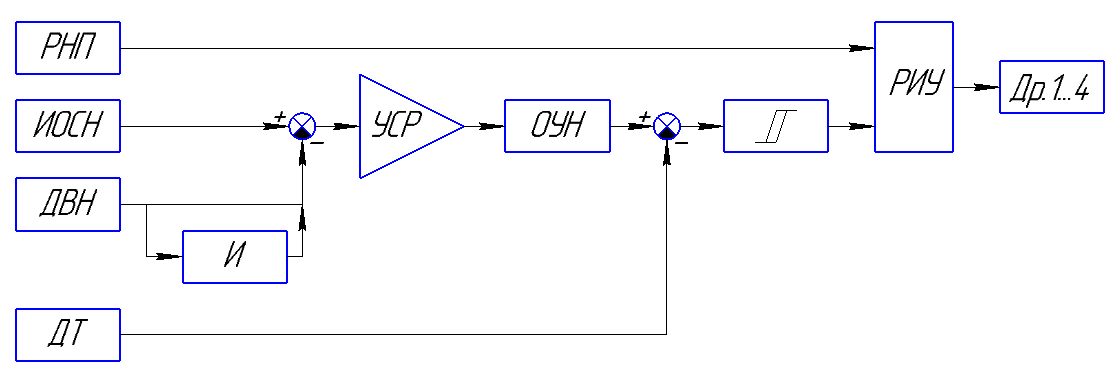 РНП
РИУ
Др.1...4
ИОСН
+
−
УСР
ОУН
+
−
ДВН
И
ДТ